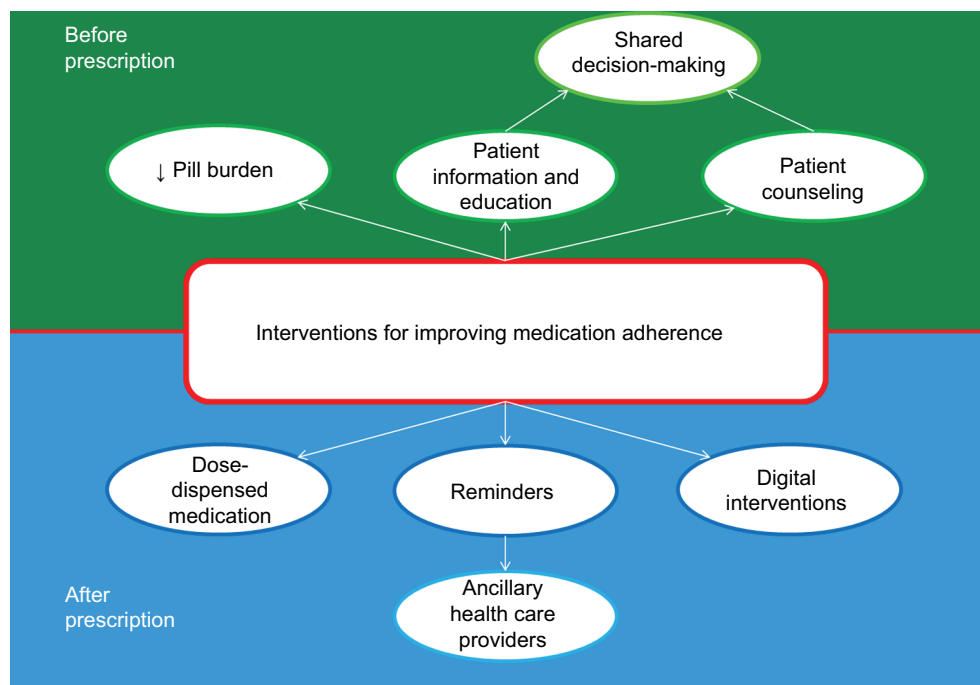 Before
prescription
Shared
decision-making
↓ Pill burden
Patient
information and
education
Patient
counseling
Interventions for improving medication adherence
Dose-
dispensed
medication
Reminders
Digital
interventions
After
prescription
Ancillary
health care
providers